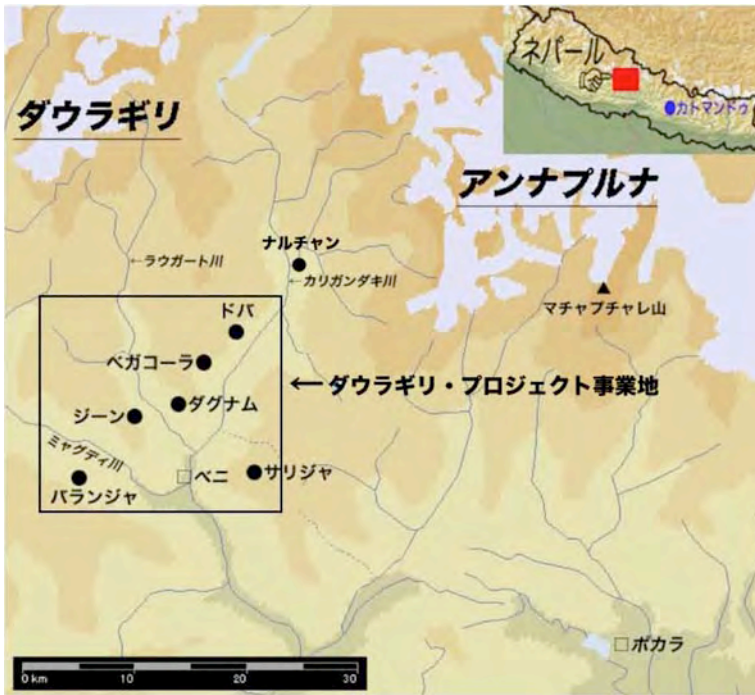 ネパール
カトマンドゥ
ダウラギリ
アンナプルナ
ナルチャン
←ラウガート川
←カリガンダキ川
マチャプチャレ山
ドバ
ベガコーラ
←ダウラギリ・プロジェクト事業地
ダグナム
ジーン
ミャグディ川
ベニ
サリジャ
バランジャ
ポカラ
0 km 10 20 30